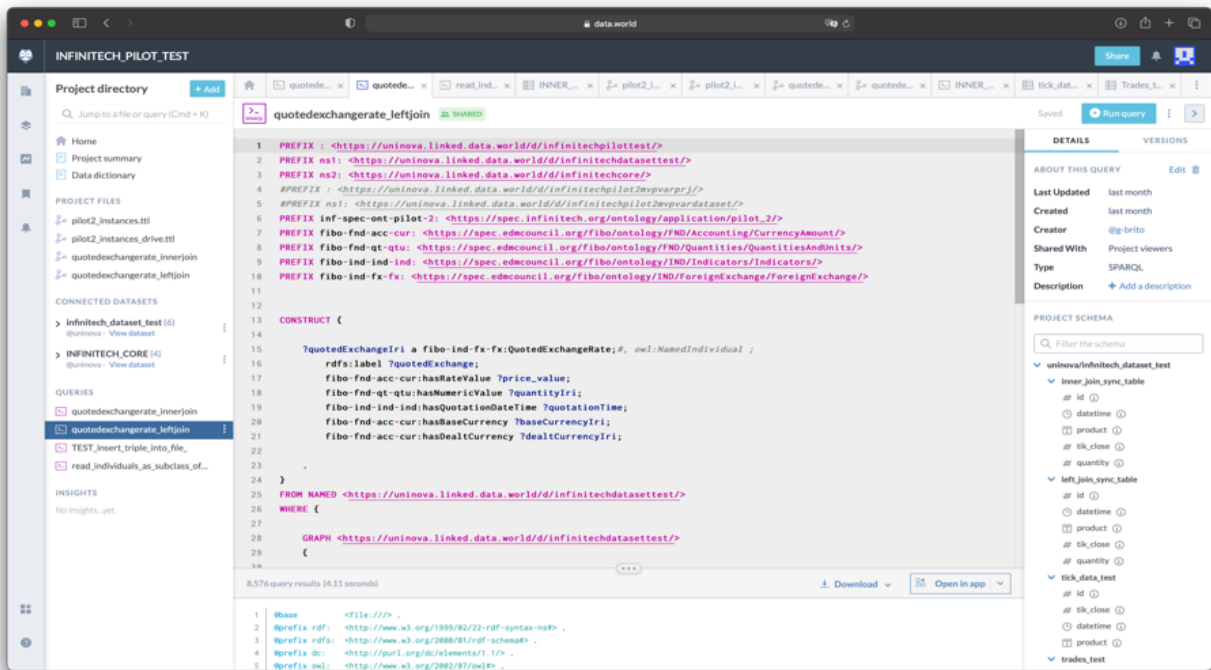 data.world
INFINITECH_PILOT_TEST
Share
Project directory
+ Add
Jump to a file or query (Cmd + K)
Home
Project summary
Data dictionary
PROJECT FILES
pilot2_instances.ttl
pilot2_instances_drive.ttl
quotedexchangerate_innerjoin
quotedexchangerate_leftjoin
CONNECTED DATASETS
infinitech_dataset_test (6)
@uninova - View dataset
INFINITECH_CORE (4)
@uninova - View dataset
QUERIES
quotedexchangerate_innerjoin
quotedexchangerate_leftjoin
TEST_insert_triple_into_file_
read_individuals_as_subclass_of...
INSIGHTS
No insights...yet.
quotede... ×
quotede... ×
read_ind... ×
INNER_... ×
pilot2_i... ×
pilot2_i... ×
quotede... ×
quotede... ×
INNER_... ×
tick_dat... ×
Trades_t... ×
quotedexchangerate_leftjoin
SHARED
Saved
Run query
1 PREFIX : <https://uninova.linked.data.world/d/infinitechpilottest/>
2 PREFIX ns1: <https://uninova.linked.data.world/d/infinitechdatasettest/>
3 PREFIX ns2: <https://uninova.linked.data.world/d/infinitechcore/>
4 #PREFIX : <https://uninova.linked.data.world/d/infinitechpilot2mvpvarprj/>
5 #PREFIX ns1: <https://uninova.linked.data.world/d/infinitechpilot2mvpvardataset/>
6 PREFIX inf-spec-ont-pilot-2: <https://spec.infinitech.org/ontology/application/pilot_2/>
7 PREFIX fibo-fnd-acc-cur: <https://spec.edmcouncil.org/fibo/ontology/FND/Accounting/CurrencyAmount/>
8 PREFIX fibo-fnd-qt-qtu: <https://spec.edmcouncil.org/fibo/ontology/FND/Quantities/QuantitiesAndUnits/>
9 PREFIX fibo-ind-ind-ind: <https://spec.edmcouncil.org/fibo/ontology/IND/Indicators/Indicators/>
10 PREFIX fibo-ind-fx-fx: <https://spec.edmcouncil.org/fibo/ontology/IND/ForeignExchange/ForeignExchange/>
11
12
13 CONSTRUCT {
14
15 ?quotedExchangeIri a fibo-ind-fx-fx:QuotedExchangeRate;#, owl:NamedIndividual ;
16 rdfs:label ?quotedExchange;
17 fibo-fnd-acc-cur:hasRateValue ?price_value;
18 fibo-fnd-qt-qtu:hasNumericValue ?quantityIri;
19 fibo-ind-ind-ind:hasQuotationDateTime ?quotationTime;
20 fibo-fnd-acc-cur:hasBaseCurrency ?baseCurrencyIri;
21 fibo-fnd-acc-cur:hasDealtCurrency ?dealtCurrencyIri;
22
23 .
24 }
25 FROM NAMED <https://uninova.linked.data.world/d/infinitechdatasettest/>
26 WHERE {
27
28 GRAPH <https://uninova.linked.data.world/d/infinitechdatasettest/>
29 {
8,576 query results (4.11 seconds)
Download
Open in app
1 @base <file:///> .
2 @prefix rdf: <http://www.w3.org/1999/02/22-rdf-syntax-ns#> .
3 @prefix rdfs: <http://www.w3.org/2000/01/rdf-schema#> .
4 @prefix dc: <http://purl.org/dc/elements/1.1/> .
5 @prefix owl: <http://www.w3.org/2002/07/owl#> .
DETAILS
VERSIONS
ABOUT THIS QUERY
Edit
Last Updated last month
Created last month
Creator @g-brito
Shared With Project viewers
Type SPARQL
Description + Add a description
PROJECT SCHEMA
Filter the schema
uninova/infinitech_dataset_test
inner_join_sync_table
# id
datetime
product
# tik_close
# quantity
left_join_sync_table
# id
datetime
product
# tik_close
# quantity
tick_data_test
# id
# tik_close
datetime
product
trades_test